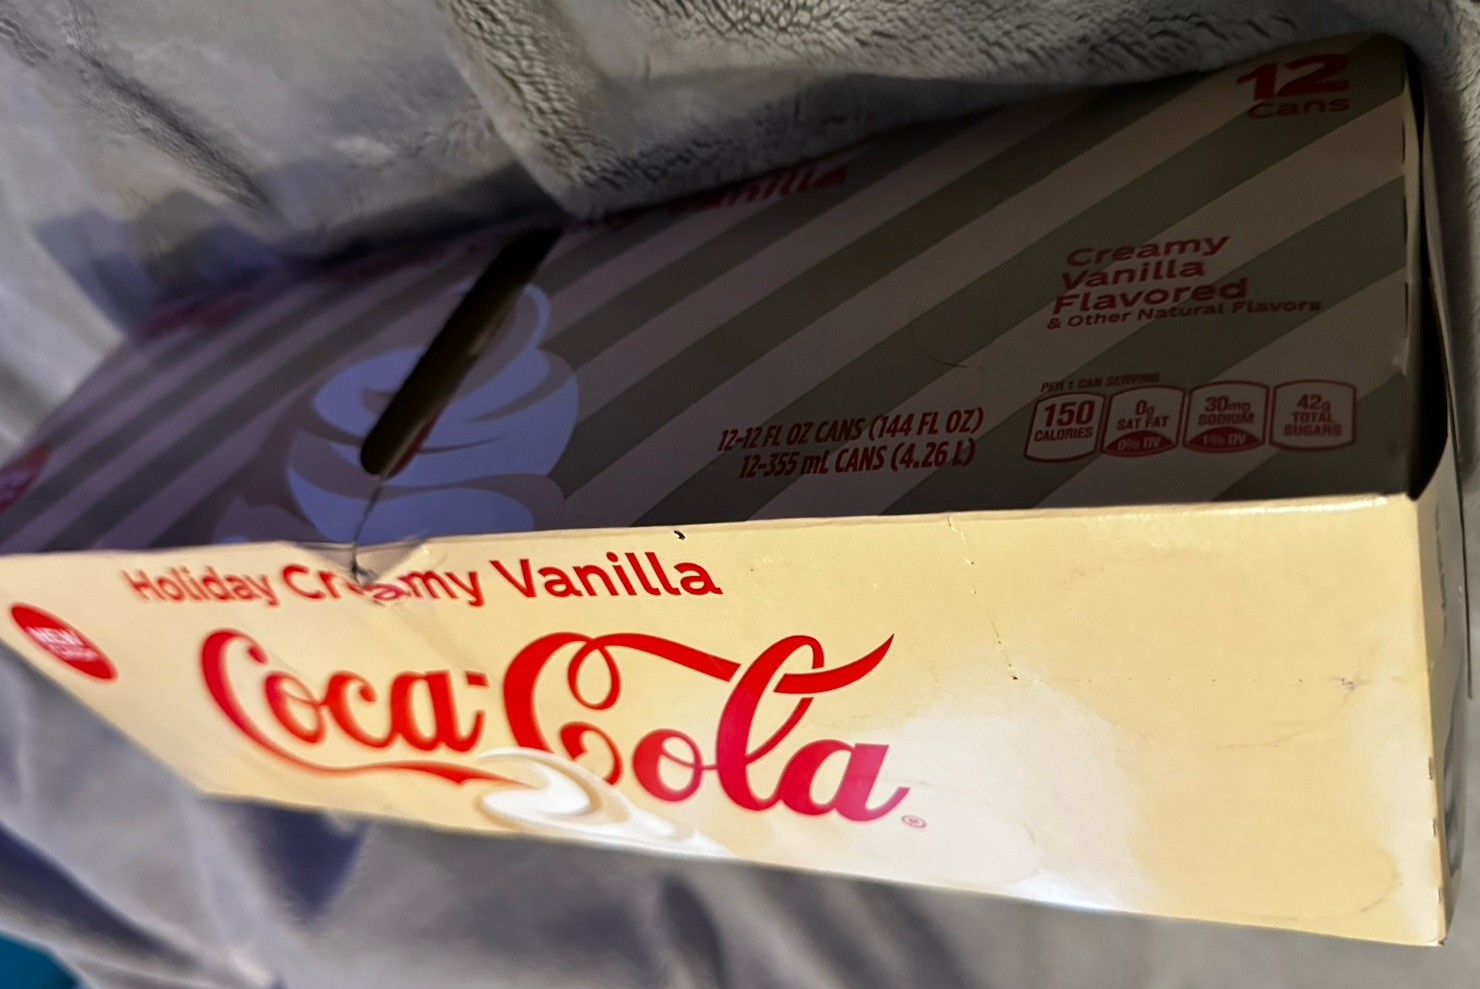 12
Cans
Vanilla
Creamy
Vanilla
Flavored
& Other Natural Flavors
PER 1 CAN SERVING
150
CALORIES
0g
SAT FAT
0% DV
30mg
SODIUM
1% DV
42g
TOTAL
SUGARS
12-12 FL OZ CANS (144 FL OZ)
12-355 mL CANS (4.26 L)
Holiday Creamy Vanilla
NEW
Coca-Cola®